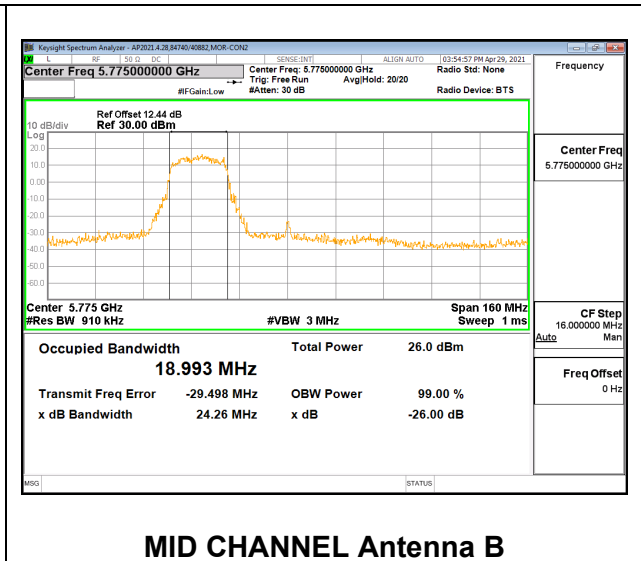 Keysight Spectrum Analyzer - AP2021.4.28,84740/40882,MOR-CON2
L RF 50 Ω DC SENSE:INT ALIGN AUTO 03:54:57 PM Apr 29, 2021
Center Freq 5.775000000 GHz
Center Freq: 5.775000000 GHz
Radio Std: None
Trig: Free Run Avg|Hold: 20/20
#IFGain:Low #Atten: 30 dB Radio Device: BTS
Frequency
Ref Offset 12.44 dB
10 dB/div Ref 30.00 dBm
Log
20.0
10.0
0.00
-10.0
-20.0
-30.0
-40.0
-50.0
-60.0
Center Freq
5.775000000 GHz
Center 5.775 GHz Span 160 MHz
#Res BW 910 kHz #VBW 3 MHz Sweep 1 ms
CF Step
16.000000 MHz
Auto Man
Occupied Bandwidth Total Power 26.0 dBm
18.993 MHz
Freq Offset
0 Hz
Transmit Freq Error -29.498 MHz OBW Power 99.00 %
x dB Bandwidth 24.26 MHz x dB -26.00 dB
MSG STATUS
MID CHANNEL Antenna B